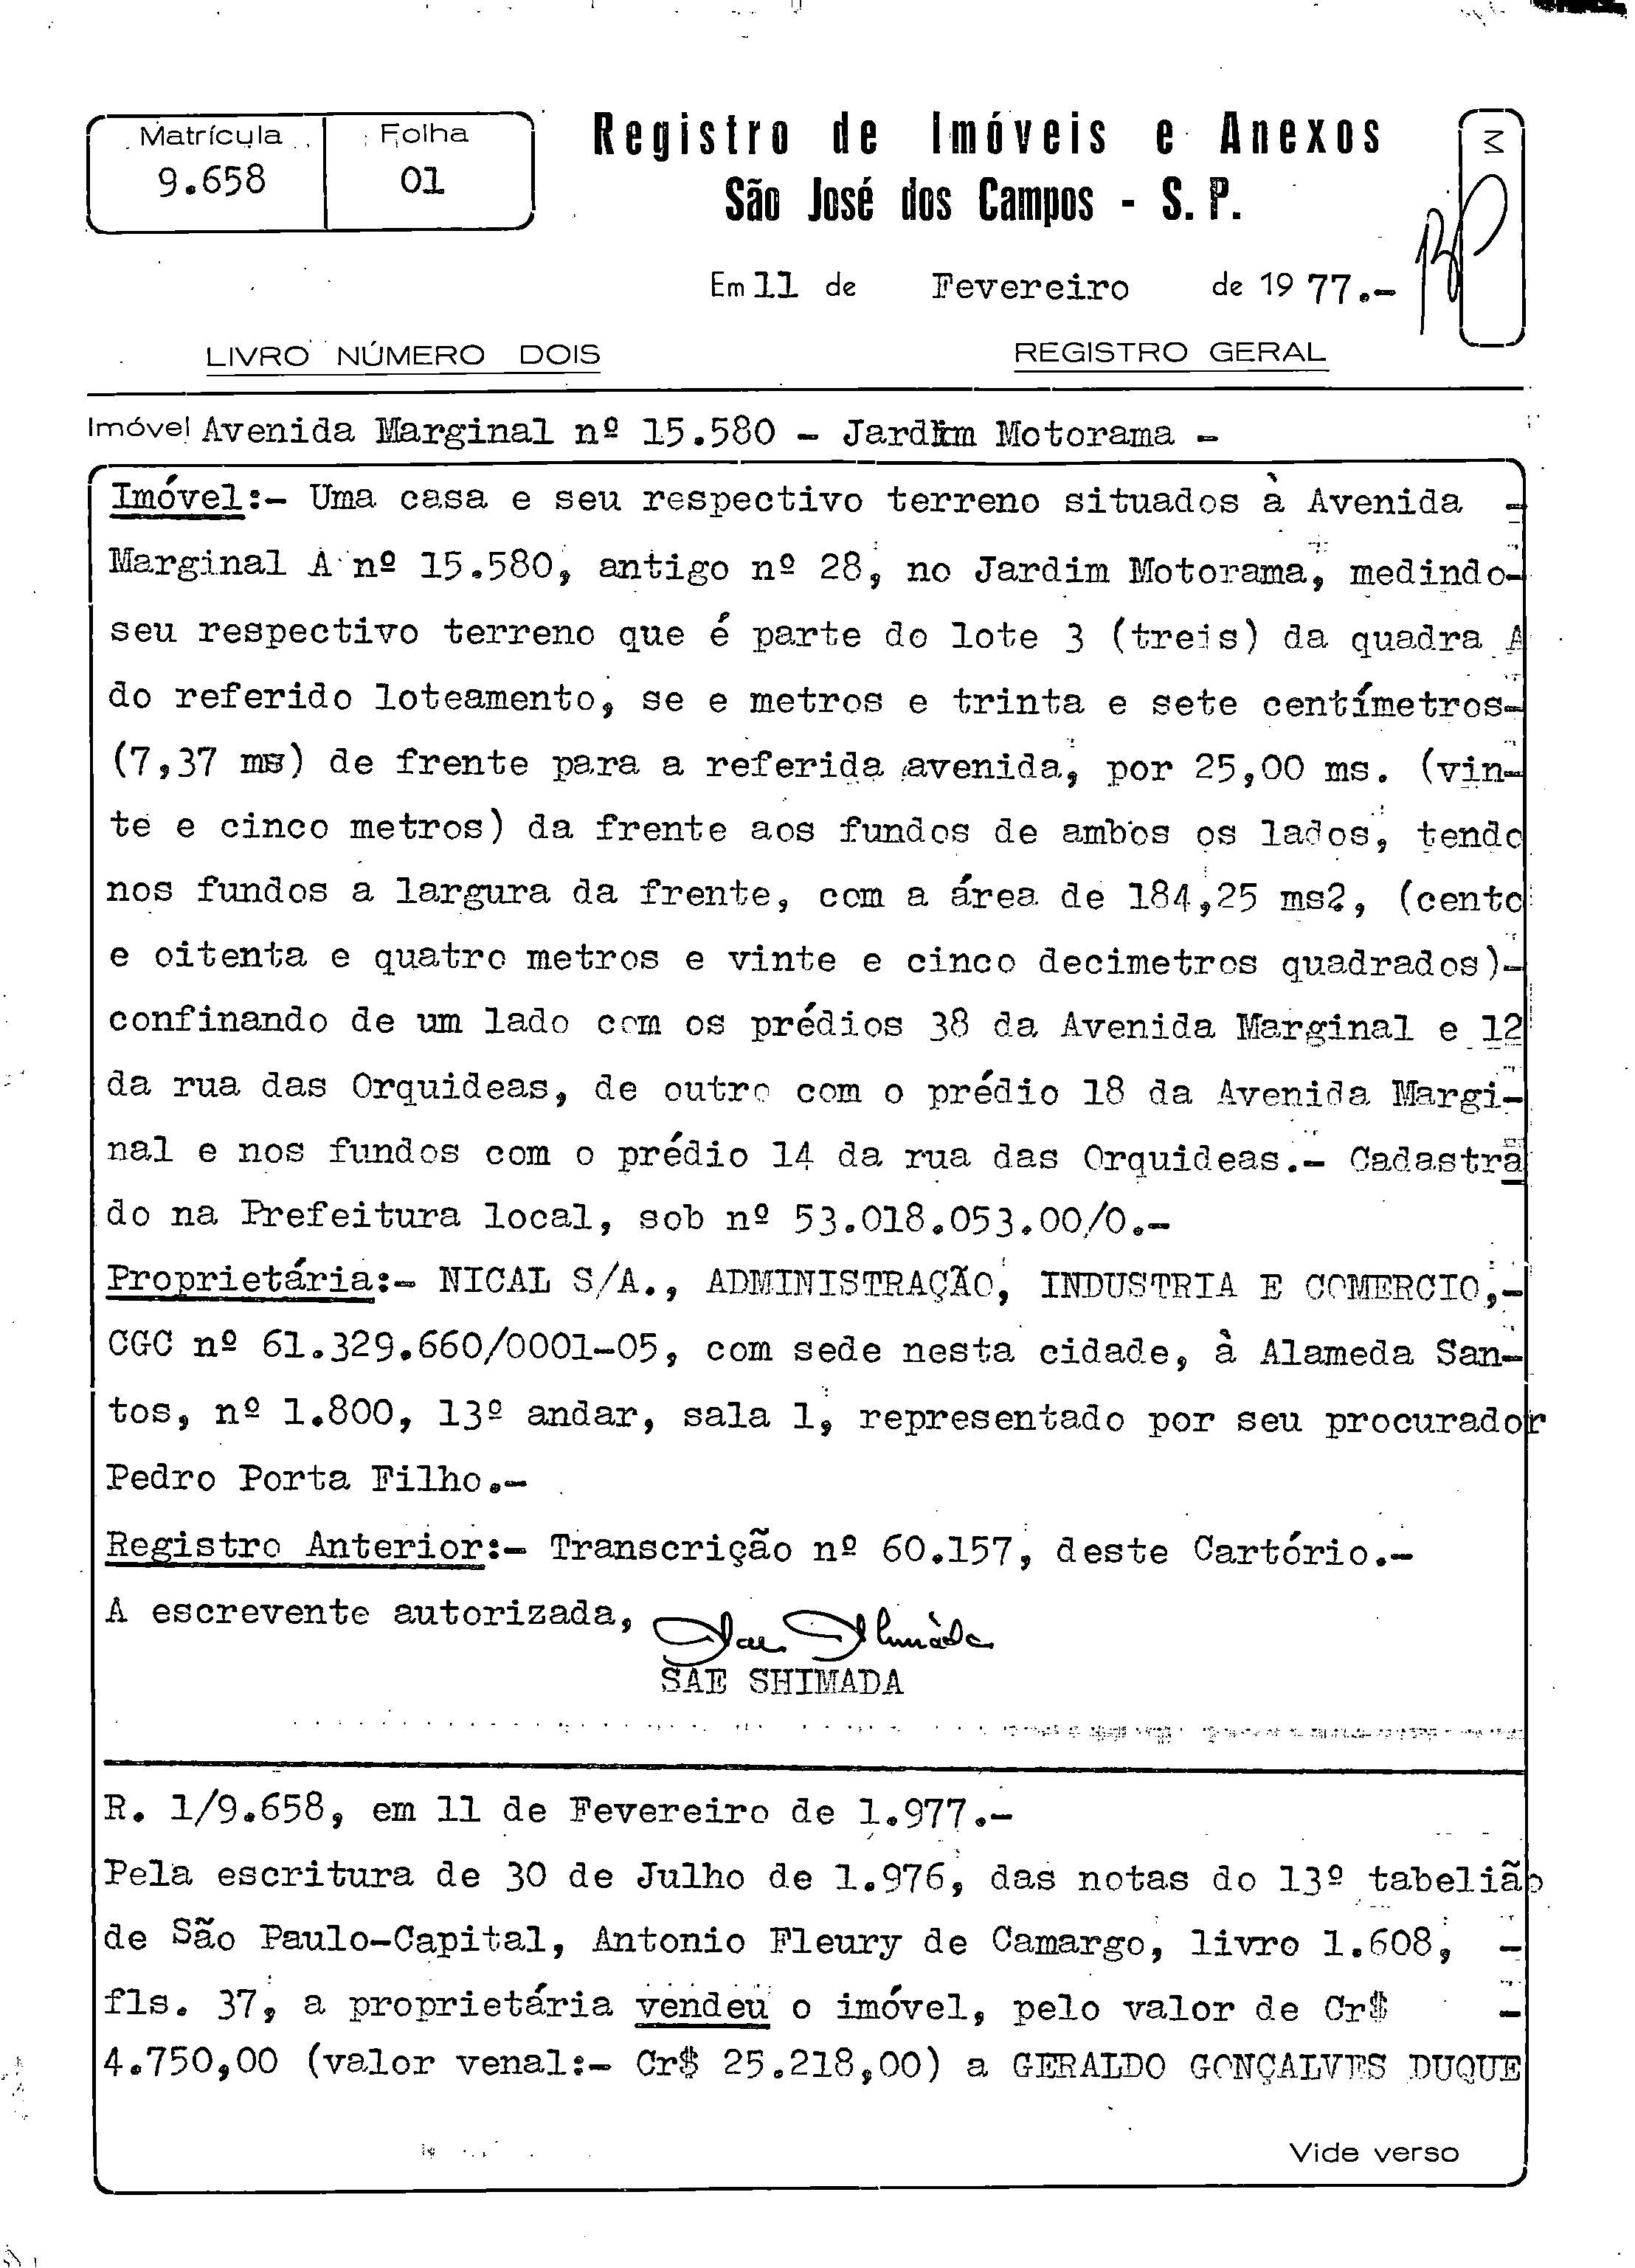 Matrícula Folha
9.658 01
Registro de Imóveis e Anexos
São José dos Campos - S. P.
M
Em 11 de Fevereiro de 1977.-
LIVRO NÚMERO DOIS REGISTRO GERAL
Imóvel Avenida Marginal nº 15.580 - Jardim Motorama -
Imóvel:- Uma casa e seu respectivo terreno situados à Avenida -
Marginal A nº 15.580, antigo nº 28, no Jardim Motorama, medindo-
seu respectivo terreno que é parte do lote 3 (treis) da quadra A
do referido loteamento, se e metros e trinta e sete centímetros-
(7,37 ms) de frente para a referida avenida, por 25,00 ms. (vin-
te e cinco metros) da frente aos fundos de ambos os lados, tendo
nos fundos a largura da frente, com a área de 184,25 ms2, (cento
e oitenta e quatro metros e vinte e cinco decimetros quadrados)-
confinando de um lado com os prédios 38 da Avenida Marginal e 12
da rua das Orquideas, de outro com o prédio 18 da Avenida Margi-
nal e nos fundos com o prédio 14 da rua das Orquideas.- Cadastra
do na Prefeitura local, sob nº 53.018.053.00/0.-
Proprietária:- NICAL S/A., ADMINISTRAÇÃO, INDUSTRIA E COMERCIO,-
CGC nº 61.329.660/0001-05, com sede nesta cidade, à Alameda San-
tos, nº 1.800, 13º andar, sala 1, representado por seu procurador
Pedro Porta Filho.-
Registro Anterior:- Transcrição nº 60.157, deste Cartório.-
A escrevente autorizada, Sae Shimada
SAE SHIMADA
R. 1/9.658, em 11 de Fevereiro de 1.977.-
Pela escritura de 30 de Julho de 1.976, das notas do 13º tabelião
de São Paulo-Capital, Antonio Fleury de Camargo, livro 1.608, -
fls. 37, a proprietária vendeu o imóvel, pelo valor de Cr$ -
4.750,00 (valor venal:- Cr$ 25.218,00) a GERALDO GONÇALVES DUQUE
Vide verso